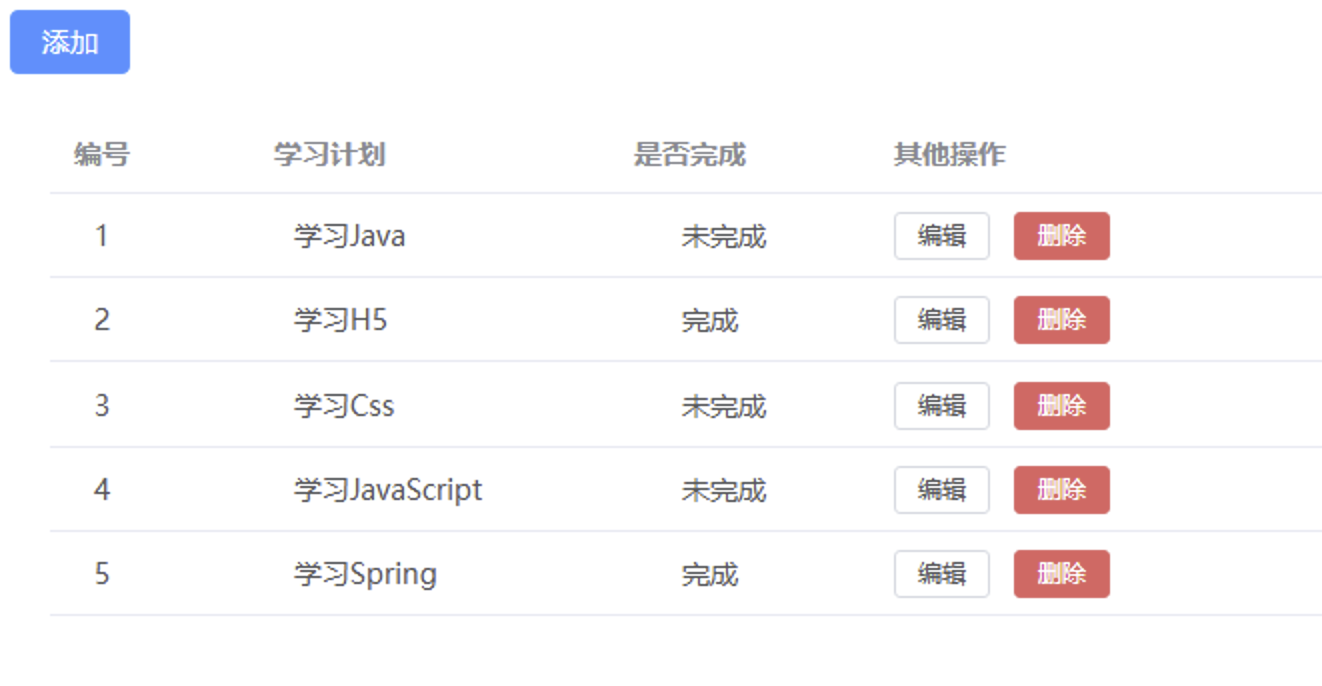 添加
编号 学习计划 是否完成 其他操作
1 学习Java 未完成 编辑 删除
2 学习H5 完成 编辑 删除
3 学习Css 未完成 编辑 删除
4 学习JavaScript 未完成 编辑 删除
5 学习Spring 完成 编辑 删除